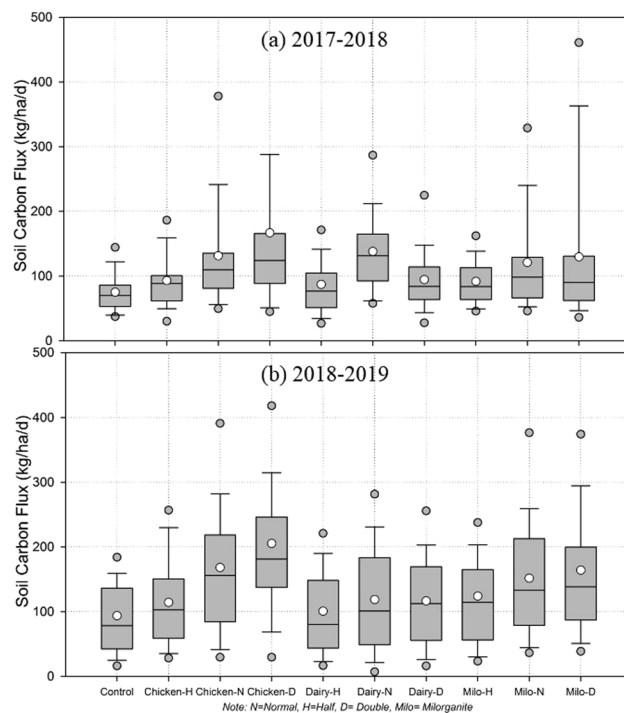 (a) 2017-2018
Soil Carbon Flux (kg/ha/d)
500
400
300
200
100
0
(b) 2018-2019
Soil Carbon Flux (kg/ha/d)
500
400
300
200
100
0
Control Chicken-H Chicken-N Chicken-D Dairy-H Dairy-N Dairy-D Milo-H Milo-N Milo-D
Note: N=Normal, H=Half, D= Double, Milo= Milorganite